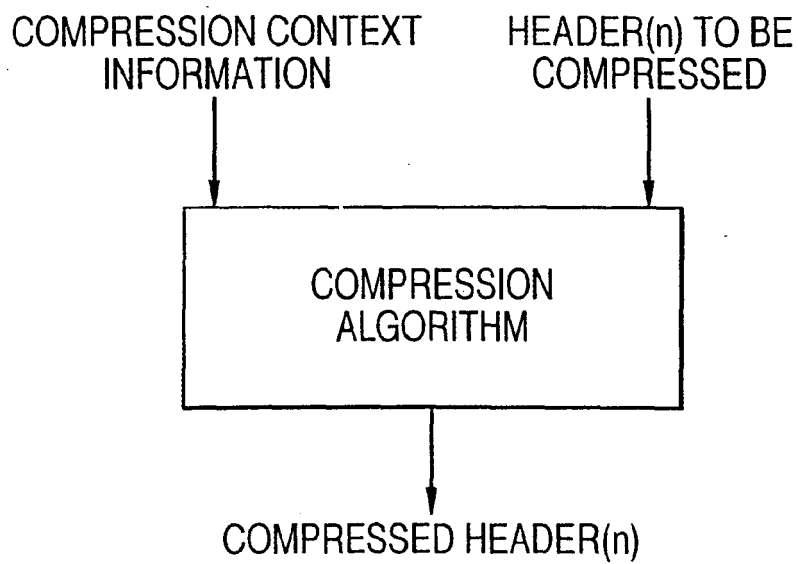 COMPRESSION CONTEXT
INFORMATION
HEADER(n) TO BE
COMPRESSED
COMPRESSION
ALGORITHM
COMPRESSED HEADER(n)